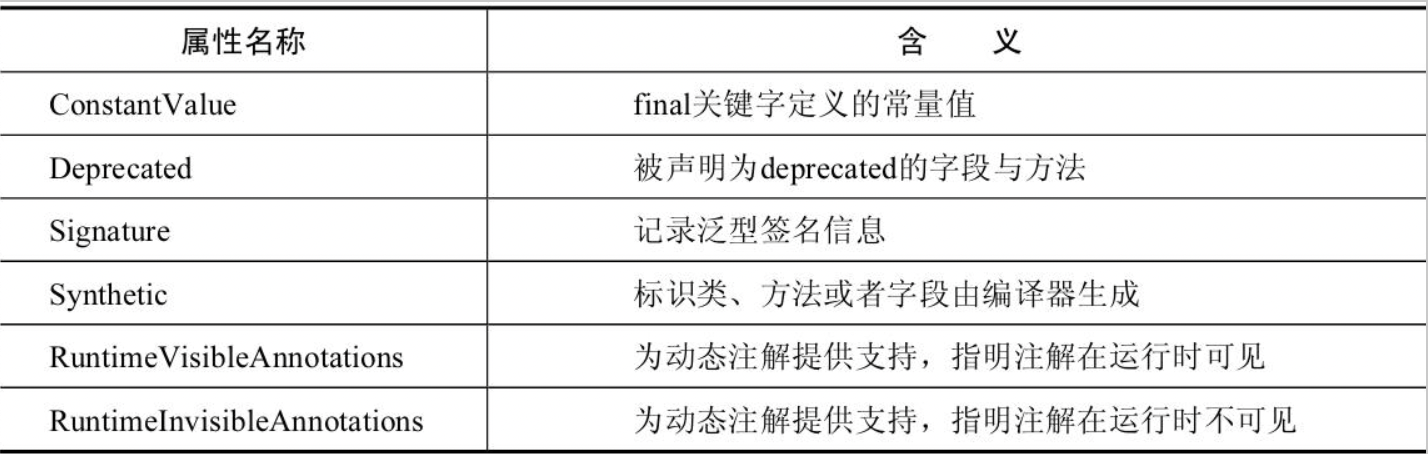 属性名称 含 义
ConstantValue final关键字定义的常量值
Deprecated 被声明为deprecated的字段与方法
Signature 记录泛型签名信息
Synthetic 标识类、方法或者字段由编译器生成
RuntimeVisibleAnnotations 为动态注解提供支持，指明注解在运行时可见
RuntimeInvisibleAnnotations 为动态注解提供支持，指明注解在运行时不可见